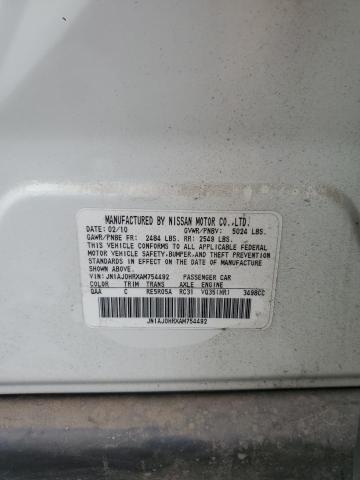 MANUFACTURED BY NISSAN MOTOR CO.,LTD.
DATE: 02/10 GVWR/PNBV: 5024 LBS.
GAWR/PNBE FR: 2484 LBS. RR: 2549 LBS.
THIS VEHICLE CONFORMS TO ALL APPLICABLE FEDERAL
MOTOR VEHICLE SAFETY,BUMPER,AND THEFT
PREVENTION STANDARDS IN EFFECT ON THE DATE OF
MANUFACTURE SHOWN ABOVE.
VIN: JN1AJ0HRXAM754492 PASSENGER CAR
COLOR TRIM TRANS AXLE ENGINE
QAA C RE5R05A RC31 VQ35(HR) 3498CC
JN1AJ0HRXAM754492